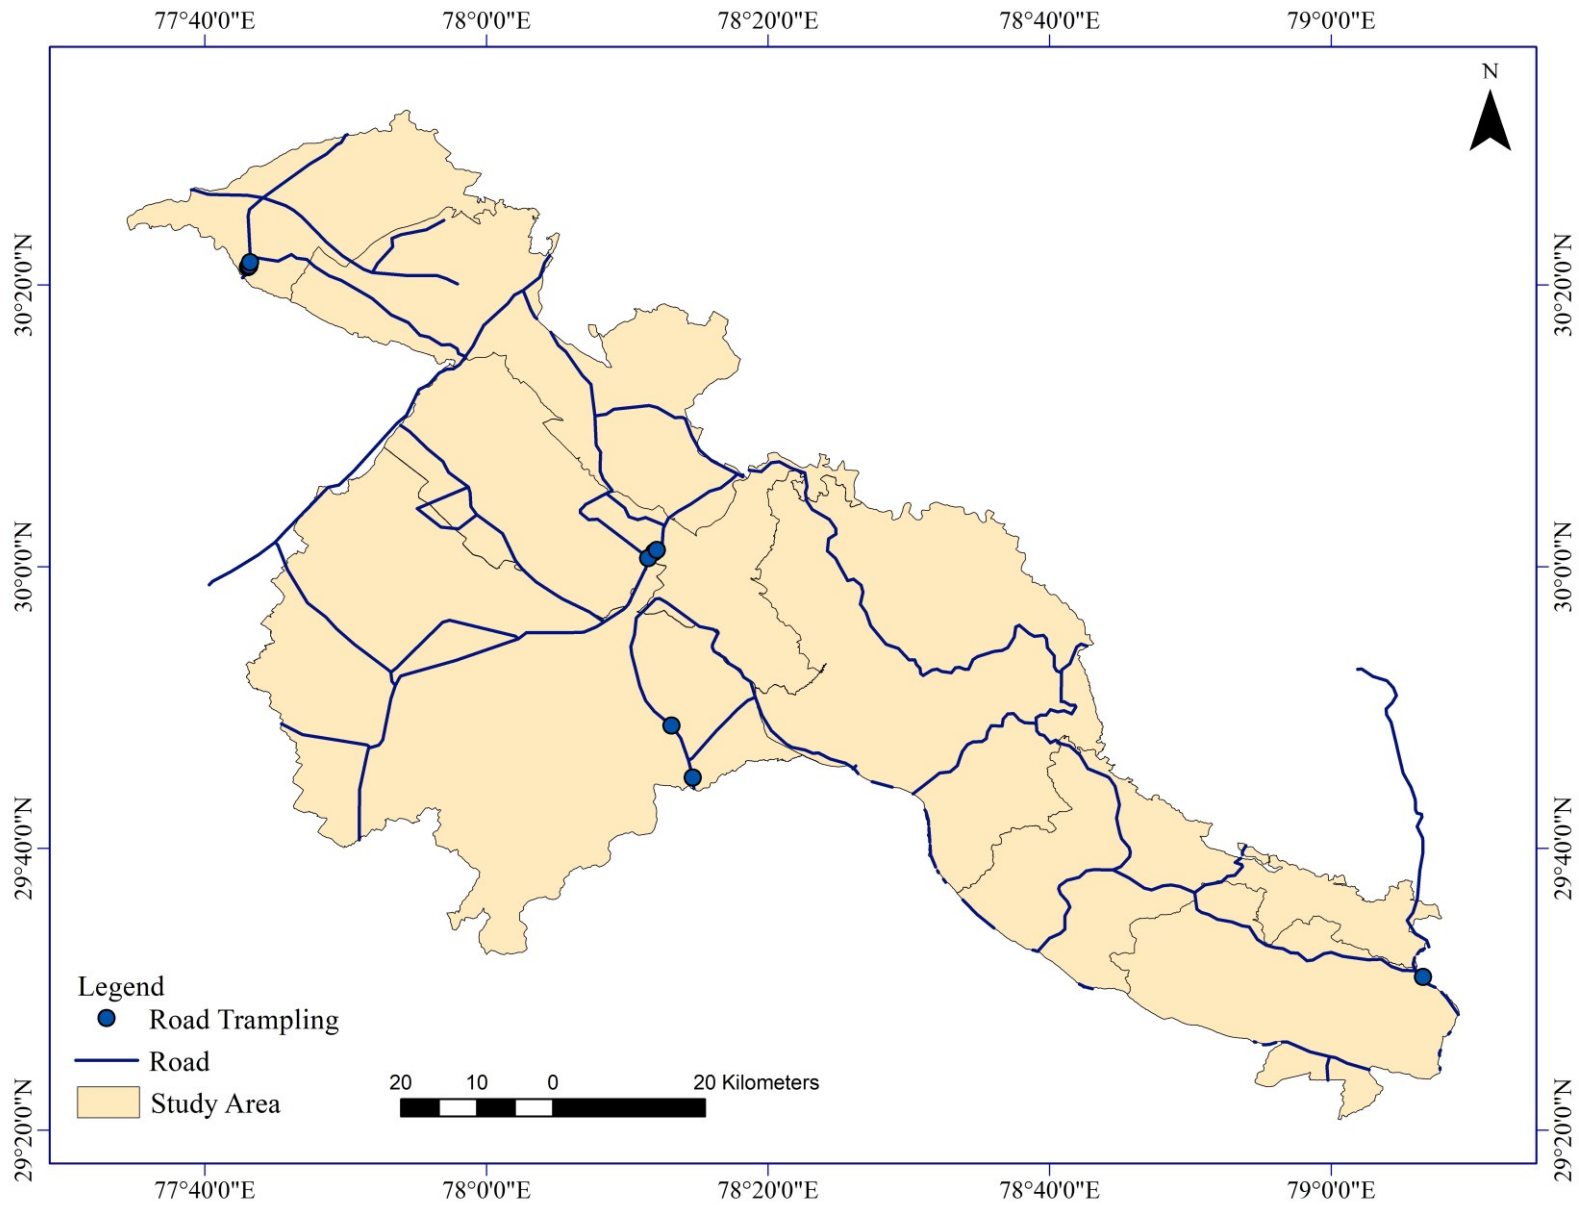 77°40'0"E 78°0'0"E 78°20'0"E 78°40'0"E 79°0'0"E
N
30°20'0"N 30°20'0"N
30°0'0"N 30°0'0"N
29°40'0"N 29°40'0"N
Legend
Road Trampling
Road
Study Area
20 10 0 20 Kilometers
29°20'0"N 29°20'0"N
77°40'0"E 78°0'0"E 78°20'0"E 78°40'0"E 79°0'0"E